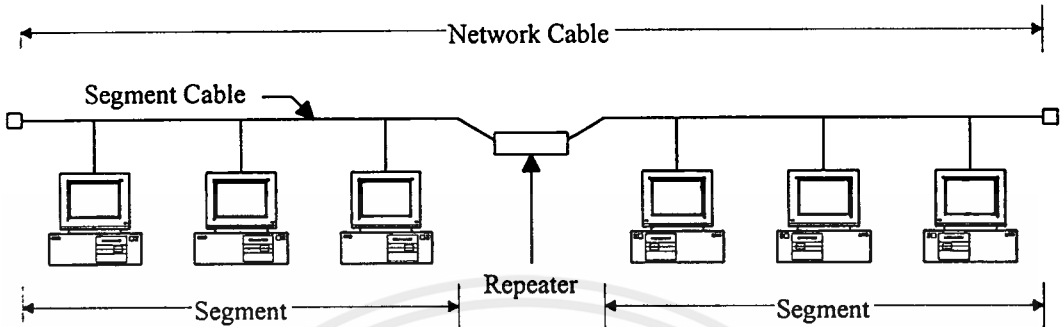 Network Cable
Segment Cable
Repeater
Segment
Segment